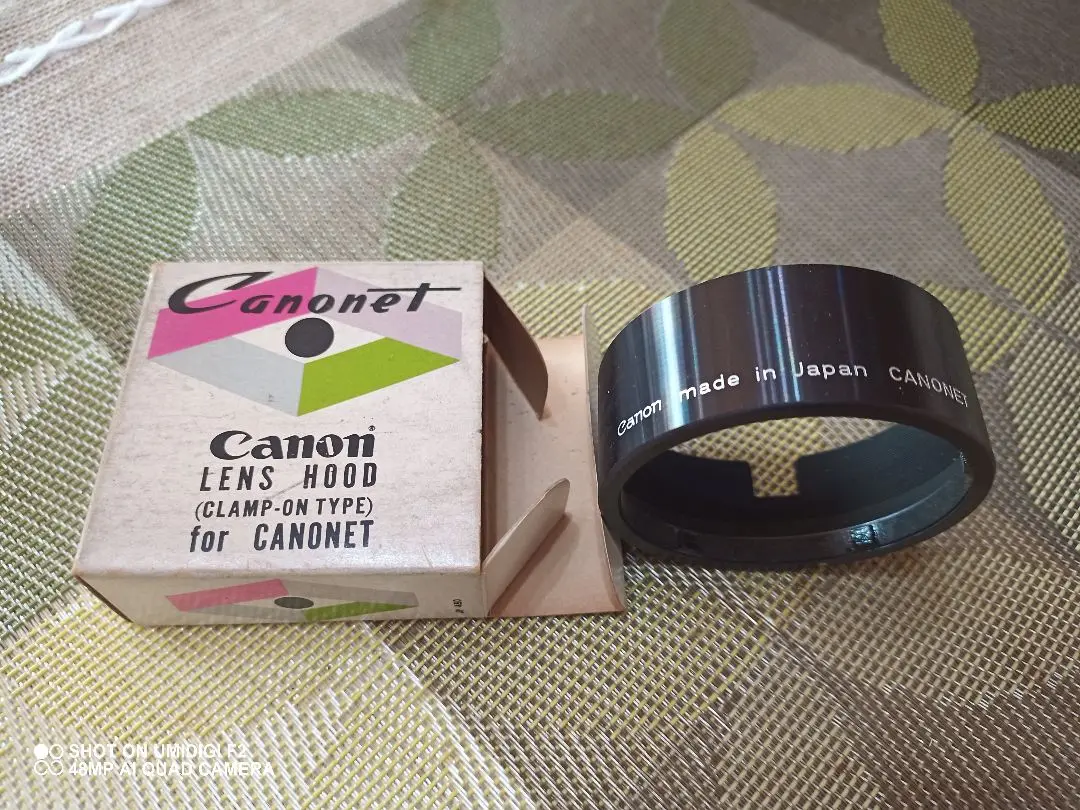 Canonet
Canon
LENS HOOD
(CLAMP-ON TYPE)
for CANONET
Canon made in Japan CANONET
SHOT ON UMIDIGI F2
48MP AI QUAD CAMERA